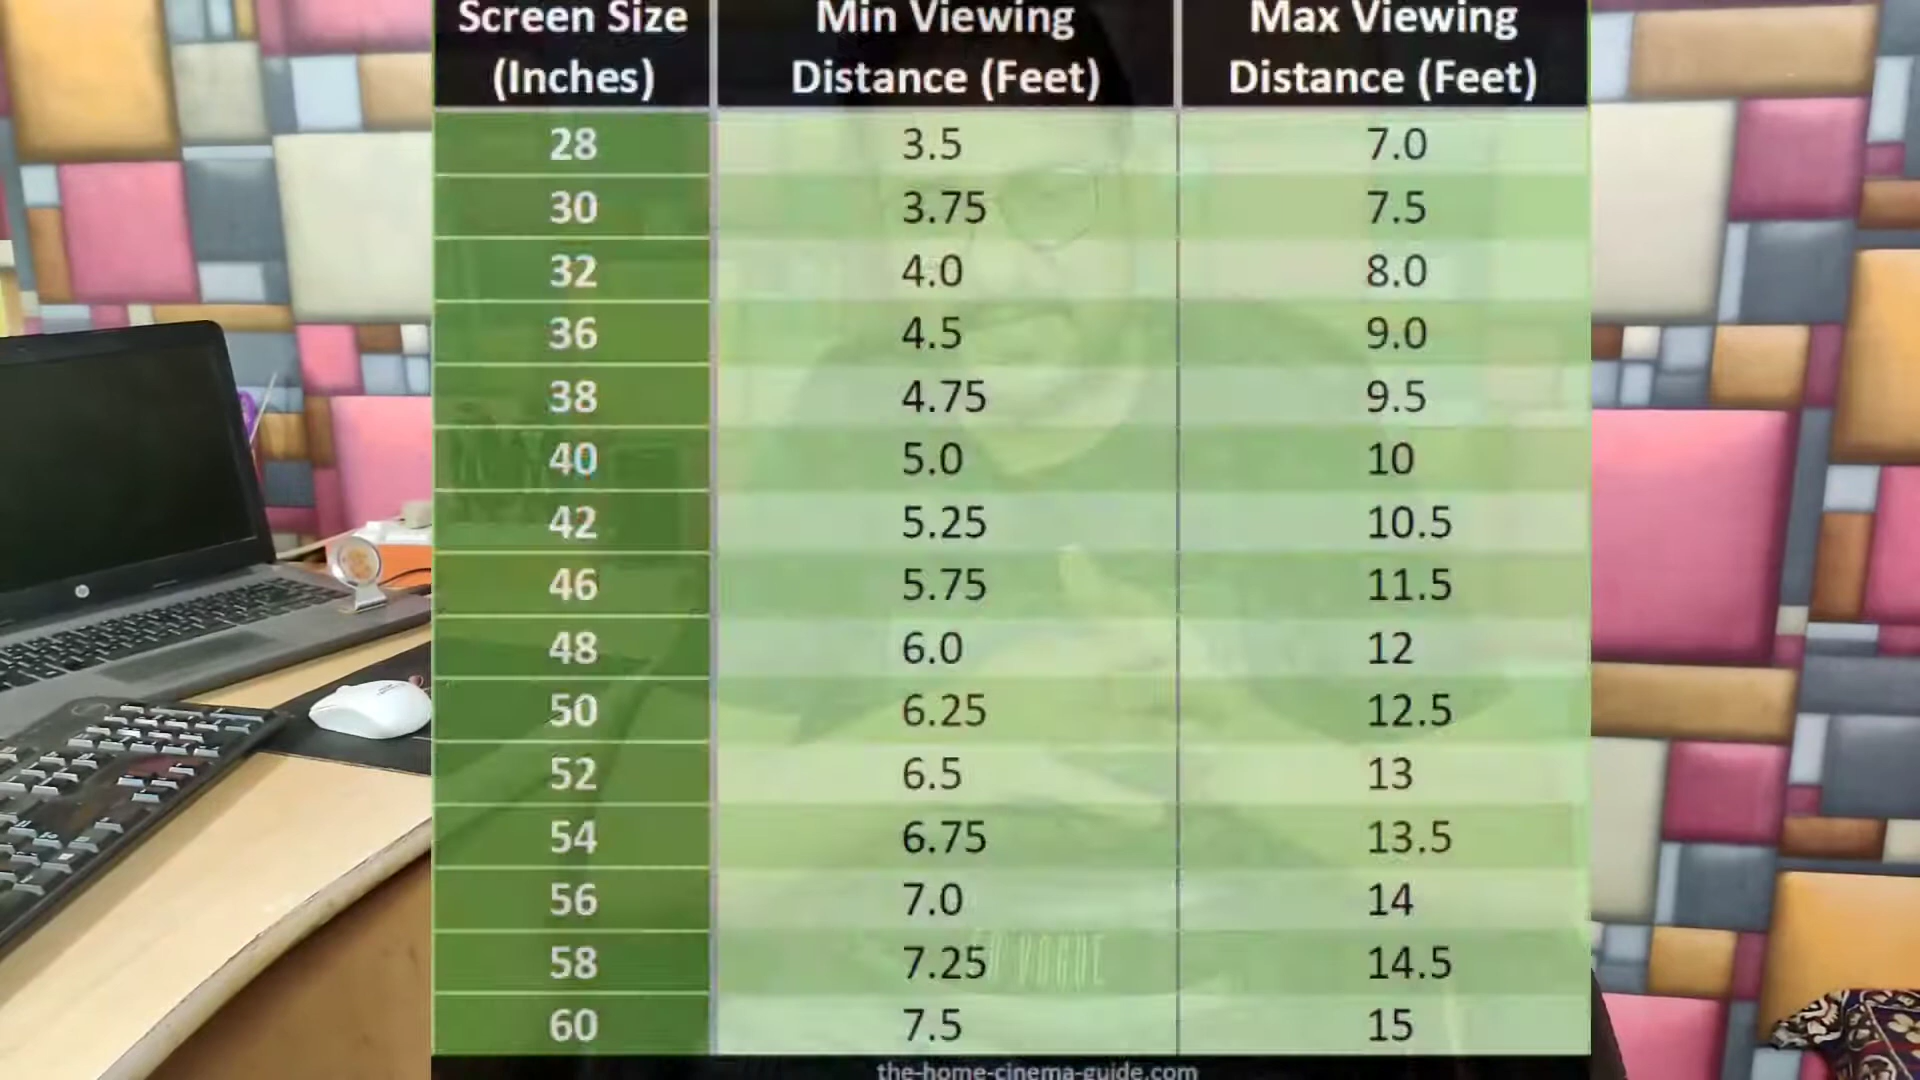 Screen Size (Inches) Min Viewing Distance (Feet) Max Viewing Distance (Feet)
28 3.5 7.0
30 3.75 7.5
32 4.0 8.0
36 4.5 9.0
38 4.75 9.5
40 5.0 10
42 5.25 10.5
46 5.75 11.5
48 6.0 12
50 6.25 12.5
52 6.5 13
54 6.75 13.5
56 7.0 14
58 7.25 14.5
60 7.5 15
VOGUE
the-home-cinema-guide.com
hp